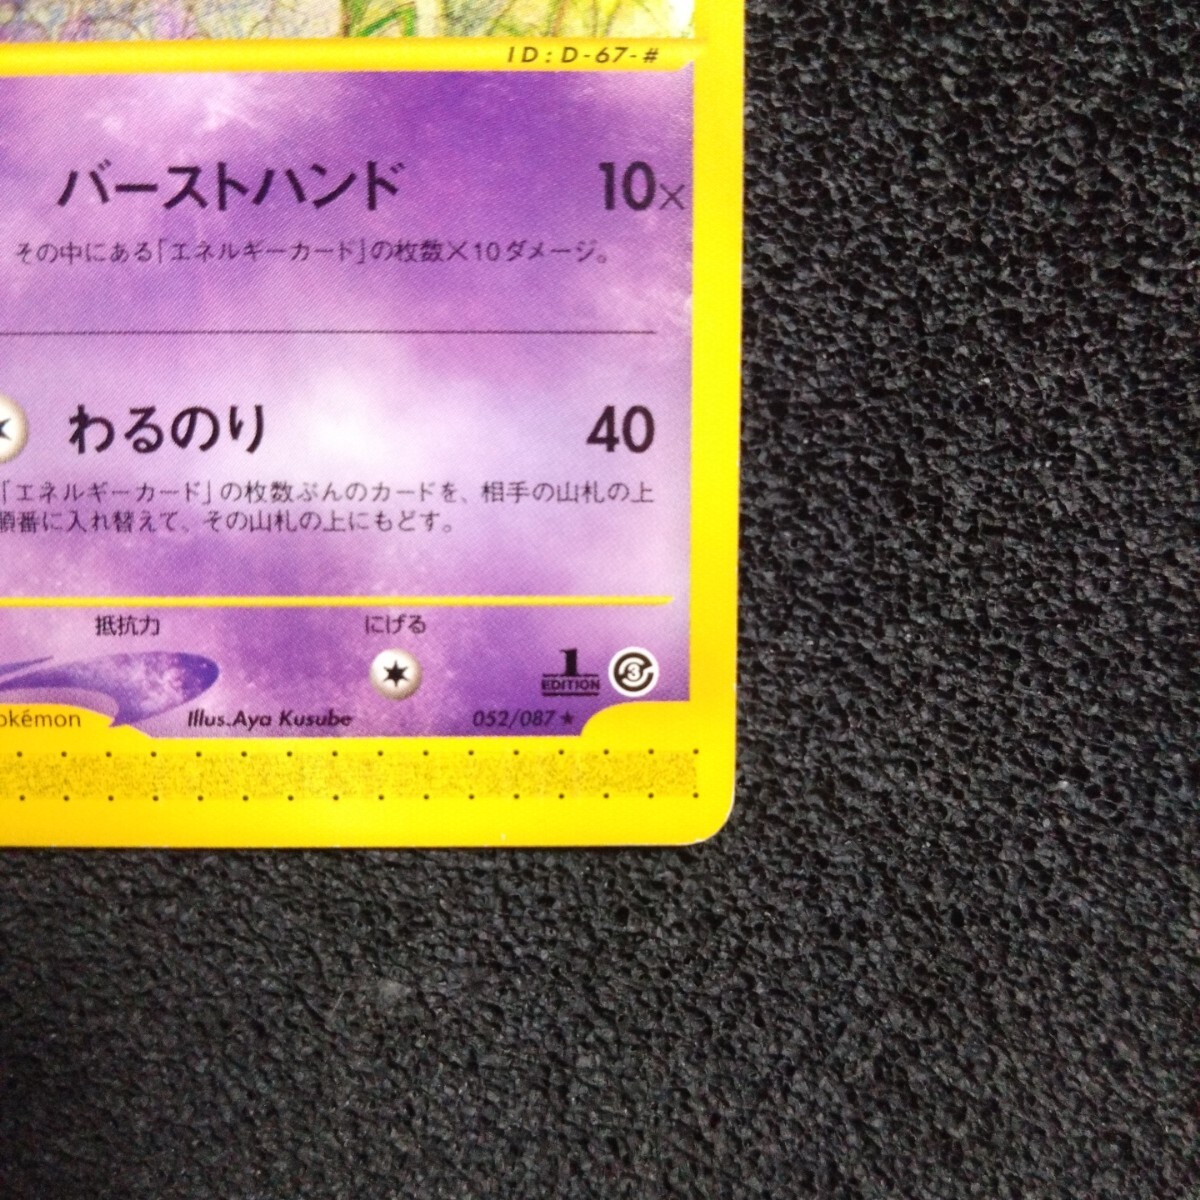 ID:D-67-#
バーストハンド 10×
その中にある「エネルギーカード」の枚数×10ダメージ。
わるのり 40
「エネルギーカード」の枚数ぶんのカードを、相手の山札の上
順番に入れ替えて、その山札の上にもどす。
抵抗力 にげる
1 EDITION 3
okémon Illus.Aya Kusube 052/087 ★